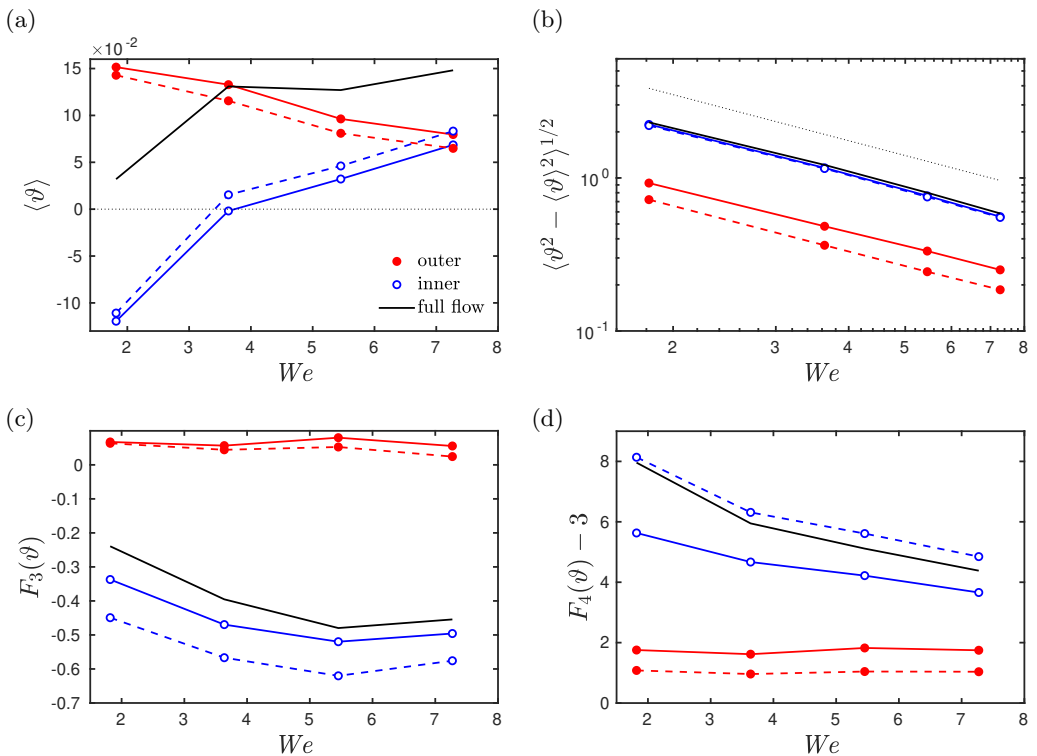 (a)
×10⁻²
15
10
5
0
-5
-10
⟨ϑ⟩
2 3 4 5 6 7 8
We
outer
inner
full flow
(b)
10⁰
10⁻¹
⟨ϑ² − ⟨ϑ⟩²⟩¹/²
2 3 4 5 6 7 8
We
(c)
0
-0.1
-0.2
-0.3
-0.4
-0.5
-0.6
-0.7
F₃(ϑ)
2 3 4 5 6 7 8
We
(d)
8
6
4
2
0
F₄(ϑ) − 3
2 3 4 5 6 7 8
We